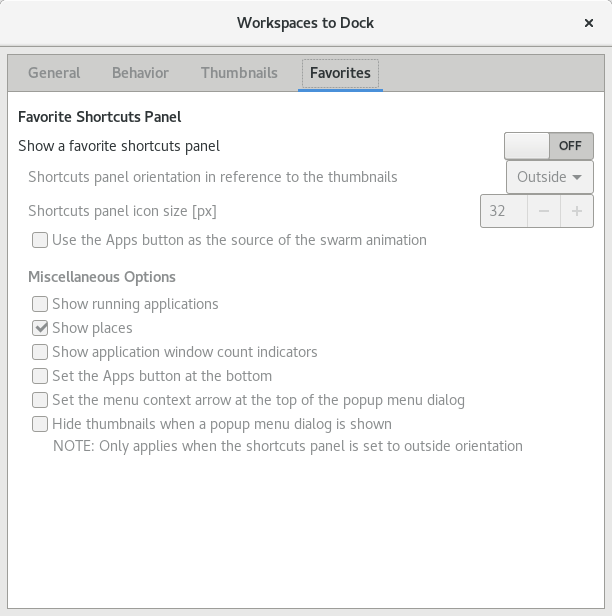 Workspaces to Dock
General Behavior Thumbnails Favorites
Favorite Shortcuts Panel
Show a favorite shortcuts panel OFF
Shortcuts panel orientation in reference to the thumbnails Outside
Shortcuts panel icon size [px] 32 − +
Use the Apps button as the source of the swarm animation
Miscellaneous Options
Show running applications
Show places
Show application window count indicators
Set the Apps button at the bottom
Set the menu context arrow at the top of the popup menu dialog
Hide thumbnails when a popup menu dialog is shown
NOTE: Only applies when the shortcuts panel is set to outside orientation